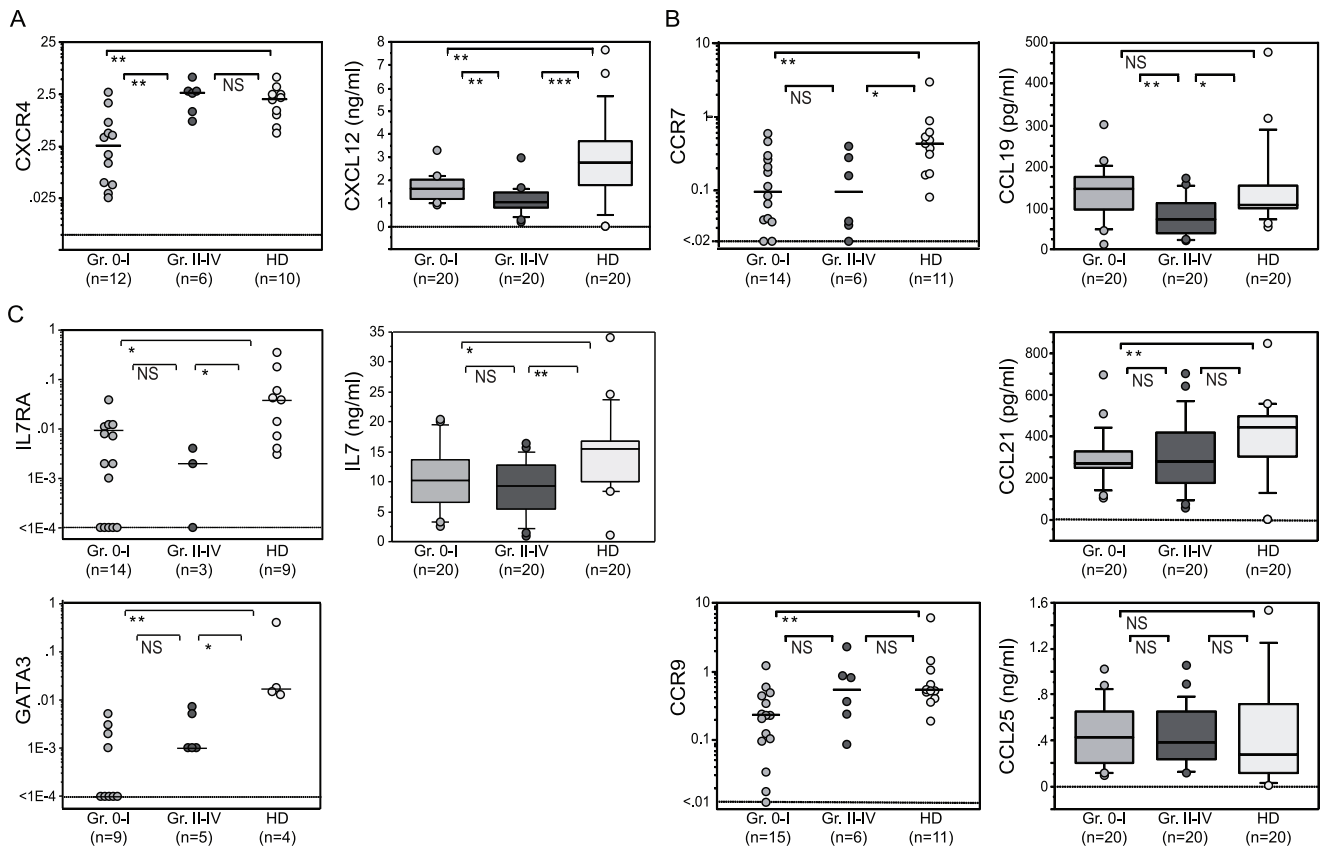 A
25
2.5
.25
.025
CXCR4
**
**
NS
Gr. 0-I
Gr. II-IV
HD
(n=12)
(n=6)
(n=10)
8
7
6
5
4
3
2
1
0
CXCL12 (ng/ml)
**
**
***
Gr. 0-I
Gr. II-IV
HD
(n=20)
(n=20)
(n=20)
B
10
1
0.1
<.02
CCR7
**
NS
*
Gr. 0-I
Gr. II-IV
HD
(n=14)
(n=6)
(n=11)
500
400
300
200
150
100
50
0
CCL19 (pg/ml)
NS
**
*
Gr. 0-I
Gr. II-IV
HD
(n=20)
(n=20)
(n=20)
C
1
.1
.01
1E-3
<1E-4
IL7RA
*
NS
*
Gr. 0-I
Gr. II-IV
HD
(n=14)
(n=3)
(n=9)
35
30
25
20
15
10
5
0
IL7 (ng/ml)
*
NS
**
Gr. 0-I
Gr. II-IV
HD
(n=20)
(n=20)
(n=20)
800
600
400
200
0
CCL21 (pg/ml)
**
NS
NS
Gr. 0-I
Gr. II-IV
HD
(n=20)
(n=20)
(n=20)
1
.1
.01
1E-3
<1E-4
GATA3
**
NS
*
Gr. 0-I
Gr. II-IV
HD
(n=9)
(n=5)
(n=4)
10
1
0.1
<.01
CCR9
**
NS
NS
Gr. 0-I
Gr. II-IV
HD
(n=15)
(n=6)
(n=11)
1.6
1.2
.8
.4
0
CCL25 (ng/ml)
NS
NS
NS
Gr. 0-I
Gr. II-IV
HD
(n=20)
(n=20)
(n=20)